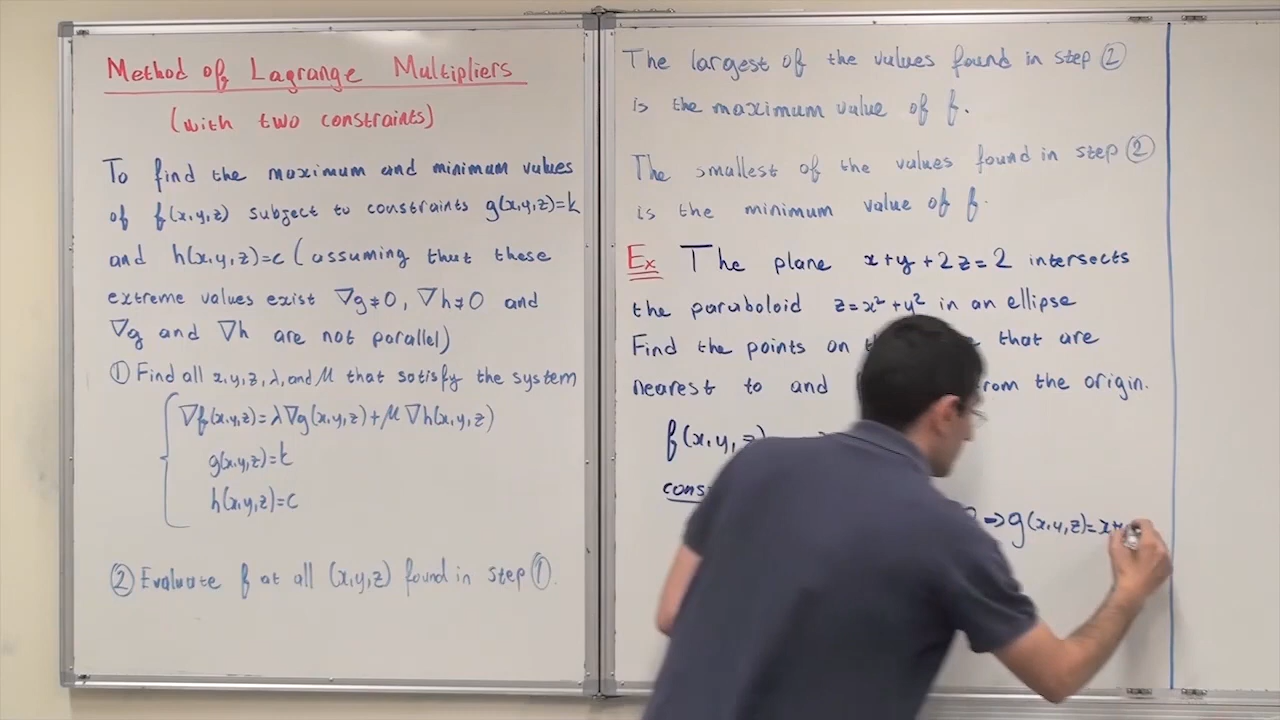 Method of Lagrange Multipliers
(with two constraints)
To find the maximum and minimum values
of f(x,y,z) subject to constraints g(x,y,z)=k
and h(x,y,z)=c (assuming that these
extreme values exist ∇g≠0, ∇h≠0 and
∇g and ∇h are not parallel)
① Find all x,y,z,λ, and μ that satisfy the system
∇f(x,y,z)=λ∇g(x,y,z)+μ∇h(x,y,z)
g(x,y,z)=k
h(x,y,z)=c
② Evaluate f at all (x,y,z) found in step ①.
The largest of the values found in step ②
is the maximum value of f.
The smallest of the values found in step ②
is the minimum value of f.
Ex The plane x+y+2z=2 intersects
the paraboloid z=x²+y² in an ellipse
Find the points on that are
nearest to and from the origin.
f(x,y,z)
⇒ g(x,y,z)=x+